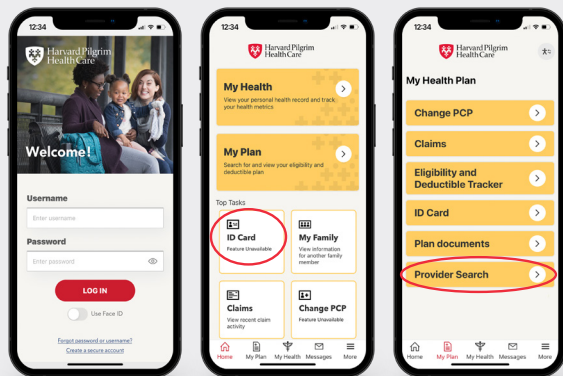 12:34
Harvard Pilgrim
HealthCare
Welcome!
Username
Enter username
Password
Enter password
LOG IN
Use Face ID
Forgot password or username?
Create a secure account
12:34
Harvard Pilgrim
HealthCare
My Health
View your personal health record and track
your health metrics
My Plan
Search for and view your eligibility and
deductible plan
Top Tasks
ID Card
Feature Unavailable
My Family
View information
for another family
member
Claims
View recent claim
activity
Change PCP
Feature Unavailable
Home My Plan My Health Messages More
12:34
Harvard Pilgrim
HealthCare
My Health Plan
Change PCP
Claims
Eligibility and
Deductible Tracker
ID Card
Plan documents
Provider Search
Home My Plan My Health Messages More